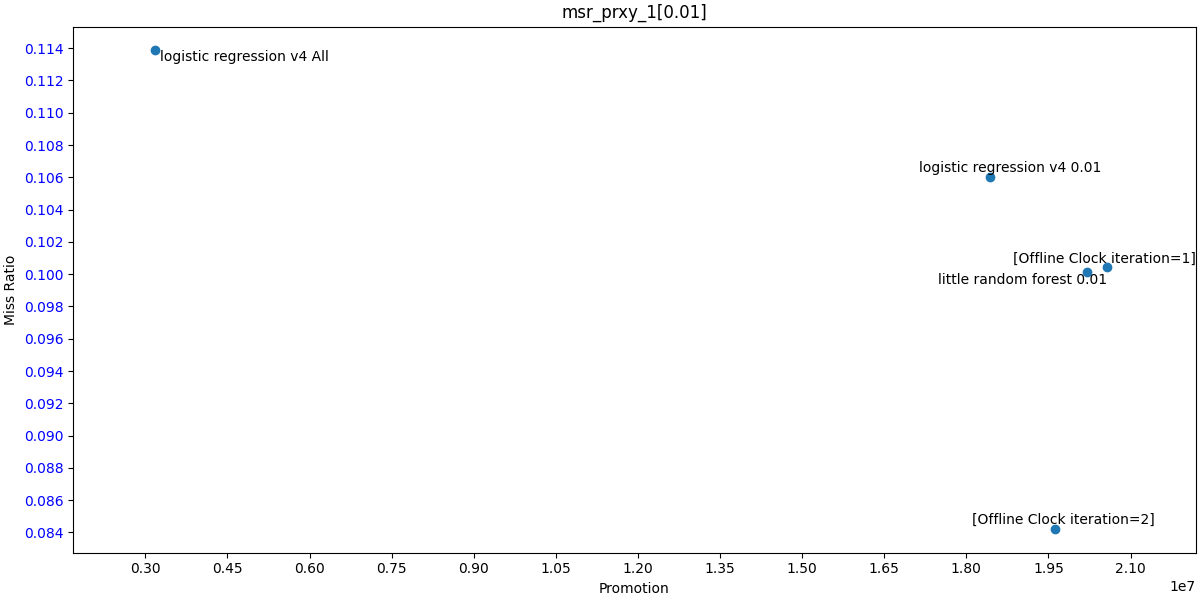 msr_prxy_1[0.01]
Miss Ratio
0.114
0.112
0.110
0.108
0.106
0.104
0.102
0.100
0.098
0.096
0.094
0.092
0.090
0.088
0.086
0.084
logistic regression v4 All
logistic regression v4 0.01
[Offline Clock iteration=1]
little random forest 0.01
[Offline Clock iteration=2]
0.30 0.45 0.60 0.75 0.90 1.05 1.20 1.35 1.50 1.65 1.80 1.95 2.10
1e7
Promotion